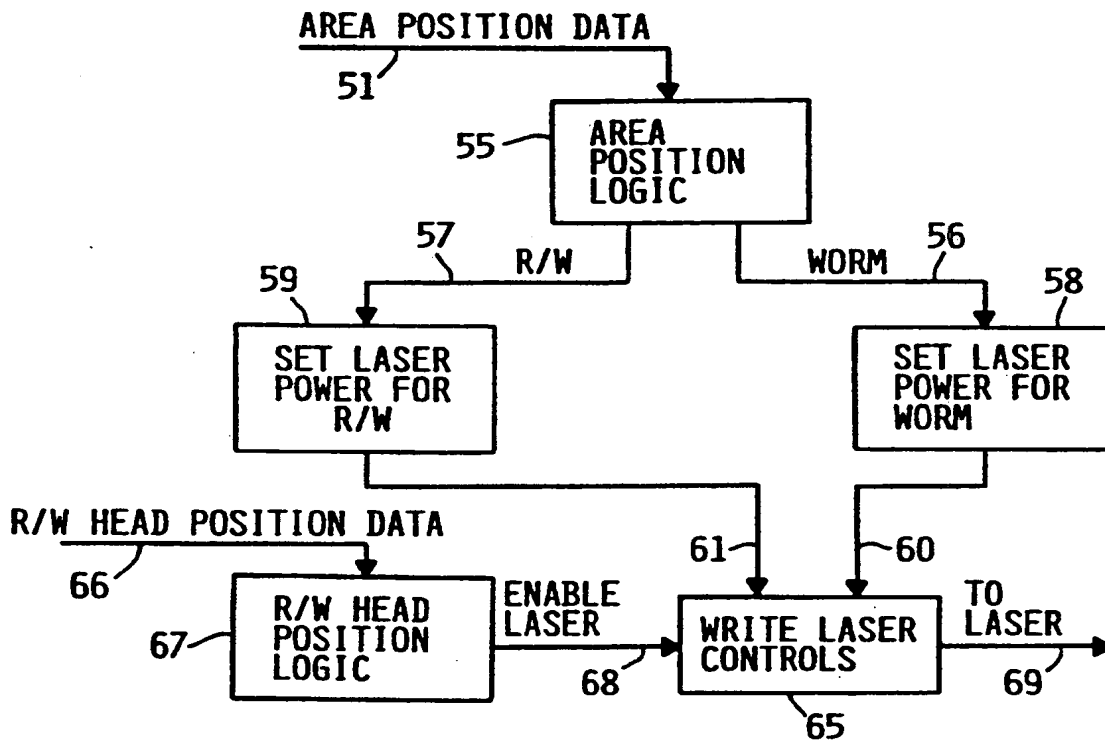 AREA POSITION DATA
51
55
AREA
POSITION
LOGIC
57
R/W
WORM
56
59
58
SET LASER
POWER FOR
R/W
SET LASER
POWER FOR
WORM
R/W HEAD POSITION DATA
66
61
60
67
R/W HEAD
POSITION
LOGIC
ENABLE
LASER
68
WRITE LASER
CONTROLS
65
TO
LASER
69